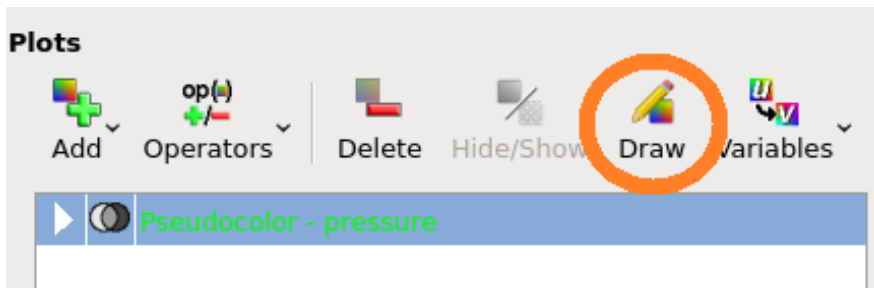 Plots
op(▪)
+/−
u
v
Add Operators Delete Hide/Show Draw Variables
Pseudocolor - pressure